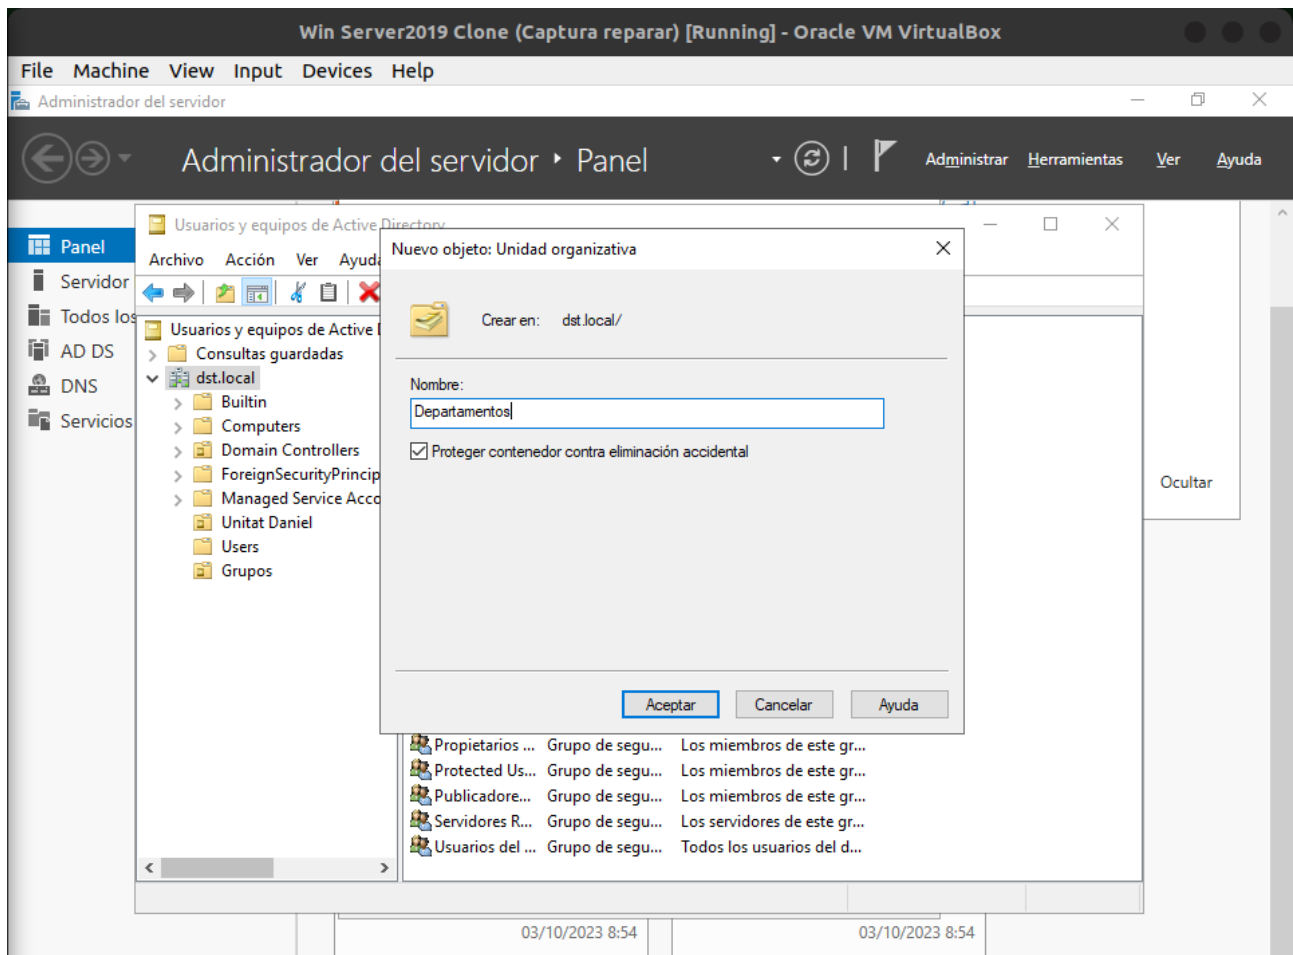 Win Server2019 Clone (Captura reparar) [Running] - Oracle VM VirtualBox
File Machine View Input Devices Help
Administrador del servidor
Administrador del servidor Panel
Administrar Herramientas Ver Ayuda
Panel
Servidor
Todos los
AD DS
DNS
Servicios
Usuarios y equipos de Active Directory
Archivo Acción Ver Ayuda
Usuarios y equipos de Active
Consultas guardadas
dst.local
Builtin
Computers
Domain Controllers
ForeignSecurityPrincip
Managed Service Acco
Unitat Daniel
Users
Grupos
Nuevo objeto: Unidad organizativa
Crear en: dst.local/
Nombre:
Departamentos
Proteger contenedor contra eliminación accidental
Aceptar Cancelar Ayuda
Ocultar
Propietarios ... Grupo de segu... Los miembros de este gr...
Protected Us... Grupo de segu... Los miembros de este gr...
Publicadore... Grupo de segu... Los miembros de este gr...
Servidores R... Grupo de segu... Los servidores de este gr...
Usuarios del ... Grupo de segu... Todos los usuarios del d...
03/10/2023 8:54
03/10/2023 8:54